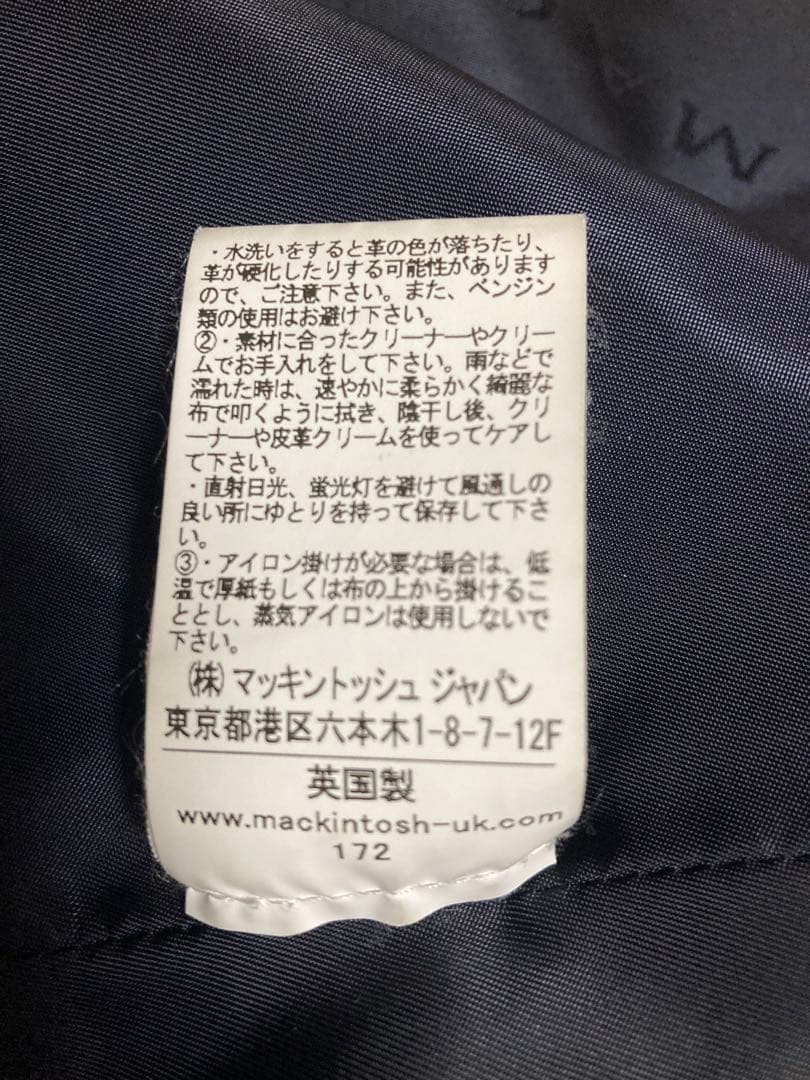 MA
・水洗いをすると革の色が落ちたり、
革が硬化したりする可能性があります
ので、ご注意下さい。また、ベンジン
類の使用はお避け下さい。
②・素材に合ったクリーナーやクリー
ムでお手入れをして下さい。雨などで
濡れた時は、速やかに柔らかく綺麗な
布で叩くように拭き、陰干し後、クリ
ーナーや皮革クリームを使ってケアし
て下さい。
・直射日光、蛍光灯を避けて風通しの
良い所にゆとりを持って保存して下さ
い。
③・アイロン掛けが必要な場合は、低
温で厚紙もしくは布の上から掛けるこ
ととし、蒸気アイロンは使用しないで
下さい。
㈱マッキントッシュ ジャパン
東京都港区六本木1-8-7-12F
英国製
www.mackintosh-uk.com
172